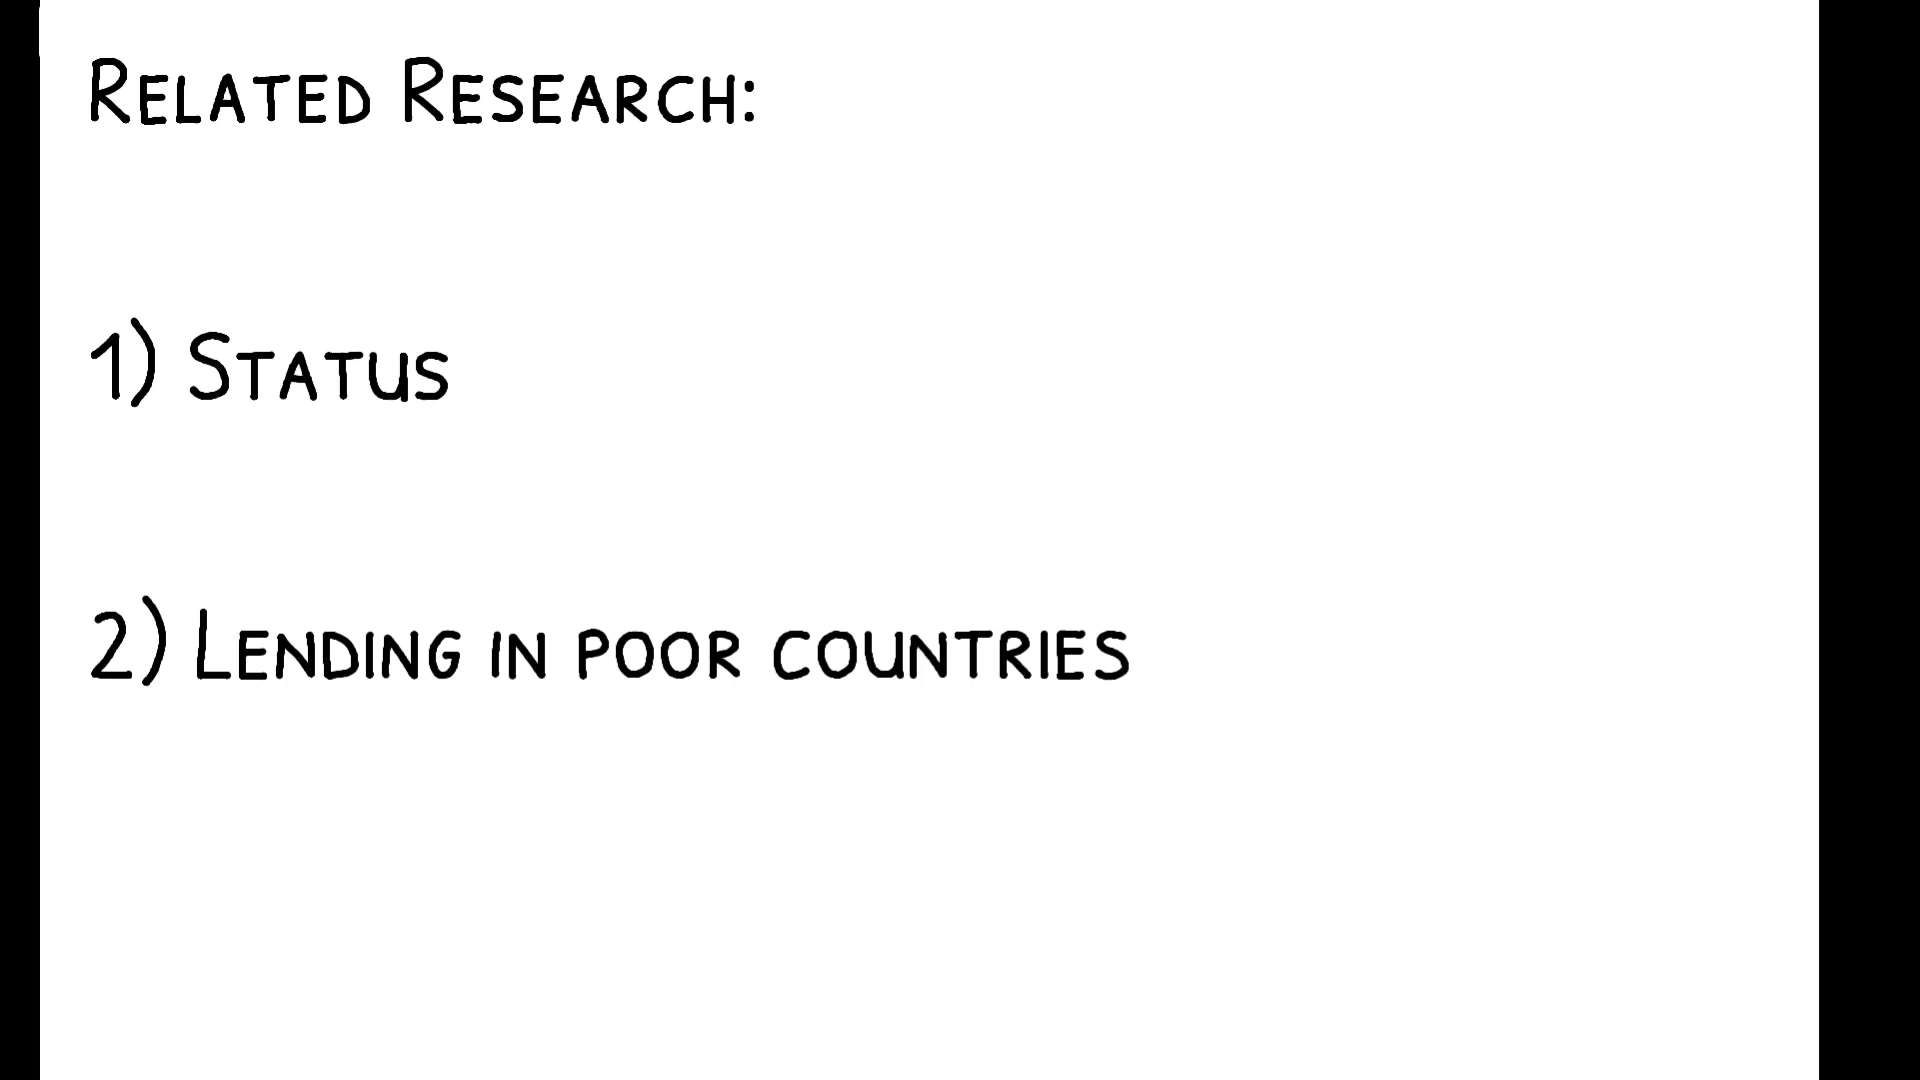 Related Research:
1) Status
2) Lending in poor countries